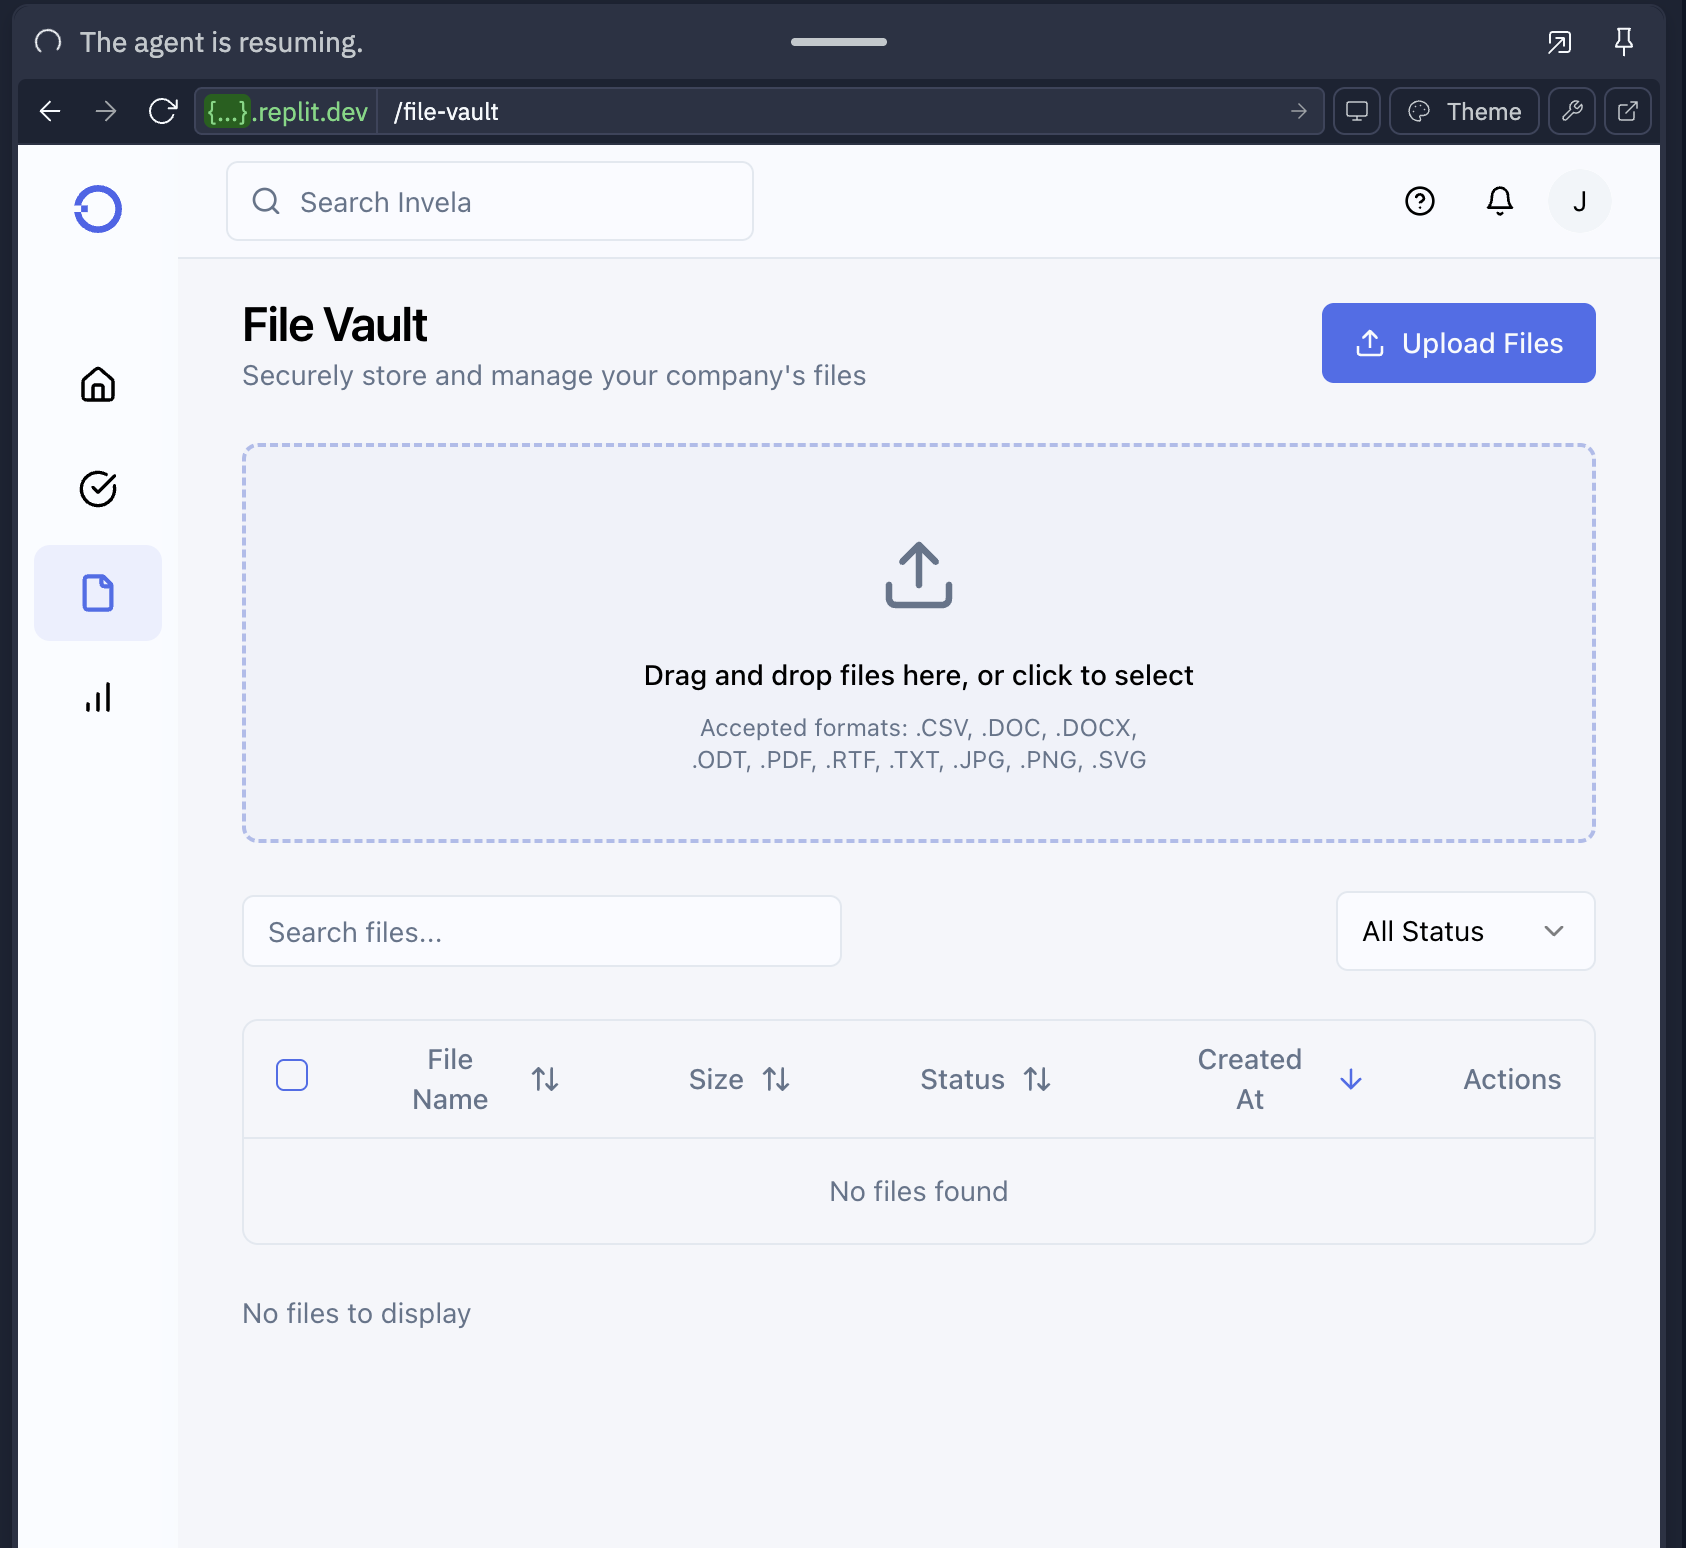 The agent is resuming.
{...}.replit.dev /file-vault
Theme
Search Invela
J
File Vault
Securely store and manage your company's files
Upload Files
Drag and drop files here, or click to select
Accepted formats: .CSV, .DOC, .DOCX,
.ODT, .PDF, .RTF, .TXT, .JPG, .PNG, .SVG
Search files...
All Status
File
Name
Size
Status
Created
At
Actions
No files found
No files to display